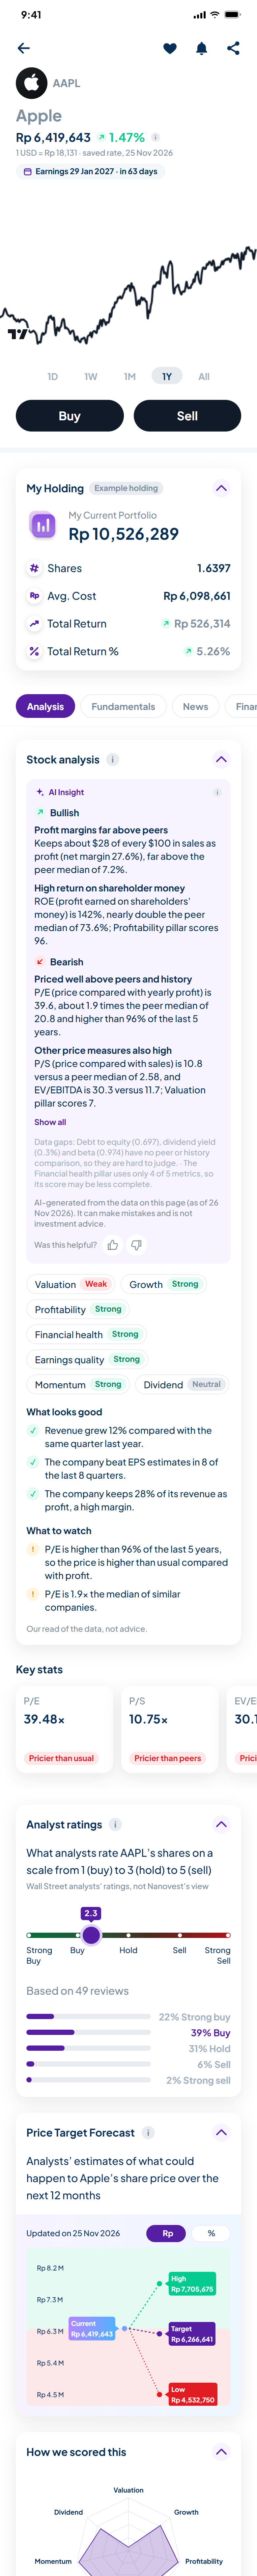 9:41
AAPL
Apple
Rp 6,419,643 1.47% i
1 USD = Rp 18,131 · saved rate, 25 Nov 2026
Earnings 29 Jan 2027 · in 63 days
1D 1W 1M 1Y All
Buy Sell
My Holding Example holding
My Current Portfolio
Rp 10,526,289
Shares 1.6397
Rp Avg. Cost Rp 6,098,661
Total Return Rp 526,314
Total Return % 5.26%
Analysis Fundamentals News Finan
Stock analysis i
AI Insight i
Bullish
Profit margins far above peers
Keeps about $28 of every $100 in sales as
profit (net margin 27.6%), far above the
peer median of 7.2%.
High return on shareholder money
ROE (profit earned on shareholders'
money) is 142%, nearly double the peer
median of 73.6%; Profitability pillar scores
96.
Bearish
Priced well above peers and history
P/E (price compared with yearly profit) is
39.6, about 1.9 times the peer median of
20.8 and higher than 96% of the last 5
years.
Other price measures also high
P/S (price compared with sales) is 10.8
versus a peer median of 2.58, and
EV/EBITDA is 30.3 versus 11.7; Valuation
pillar scores 7.
Show all
Data gaps: Debt to equity (0.697), dividend yield
(0.3%) and beta (0.974) have no peer or history
comparison, so they are hard to judge. · The
Financial health pillar uses only 4 of 5 metrics, so
its score may be less complete.
AI-generated from the data on this page (as of 26
Nov 2026). It can make mistakes and is not
investment advice.
Was this helpful?
Valuation Weak Growth Strong
Profitability Strong
Financial health Strong
Earnings quality Strong
Momentum Strong Dividend Neutral
What looks good
Revenue grew 12% compared with the
same quarter last year.
The company beat EPS estimates in 8 of
the last 8 quarters.
The company keeps 28% of its revenue as
profit, a high margin.
What to watch
! P/E is higher than 96% of the last 5 years,
so the price is higher than usual compared
with profit.
! P/E is 1.9x the median of similar
companies.
Our read of the data, not advice.
Key stats
P/E P/S EV/E
39.48x 10.75x 30.1
Pricier than usual Pricier than peers Prici
Analyst ratings i
What analysts rate AAPL's shares on a
scale from 1 (buy) to 3 (hold) to 5 (sell)
Wall Street analysts' ratings, not Nanovest's view
2.3
Strong Buy Hold Sell Strong
Buy Sell
Based on 49 reviews
22% Strong buy
39% Buy
31% Hold
6% Sell
2% Strong sell
Price Target Forecast i
Analysts' estimates of what could
happen to Apple's share price over the
next 12 months
Updated on 25 Nov 2026 Rp %
Rp 8.2 M
High
Rp 7,705,675
Rp 7.3 M
Current
Rp 6,419,643
Rp 6.3 M
Target
Rp 6,266,641
Rp 5.4 M
Low
Rp 4,532,750
Rp 4.5 M
How we scored this
Valuation
Dividend Growth
Momentum Profitability